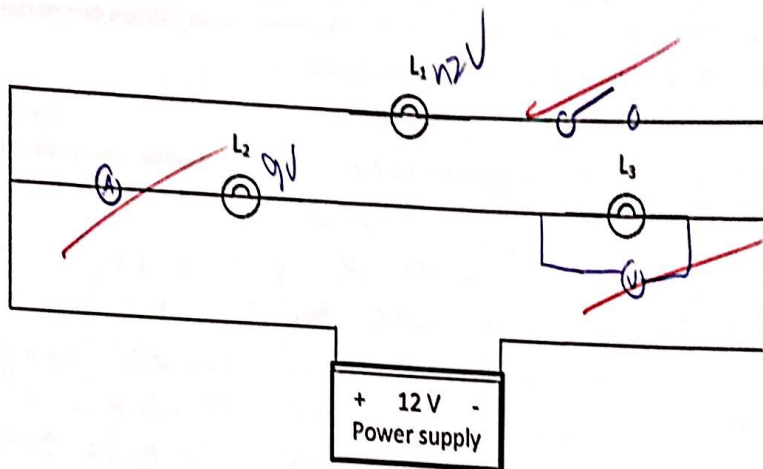 L₁ 12V
L₂ 9V
L₃
A
V
+ 12 V -
Power supply